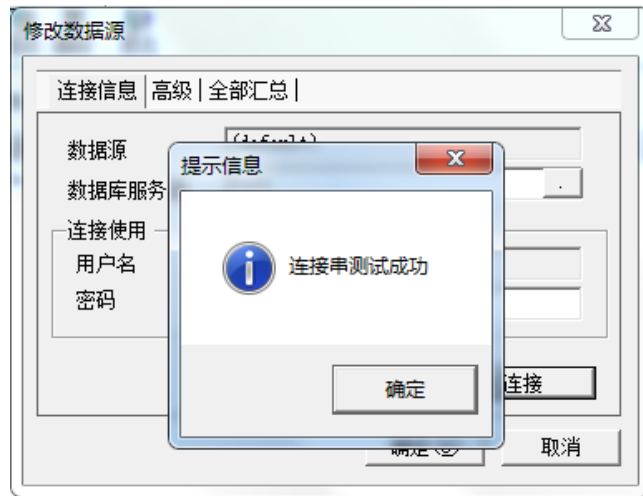 修改数据源
连接信息 高级 全部汇总
数据源
提示信息
数据库服务
.
连接使用
用户名
连接串测试成功
密码
确定
连接
取消